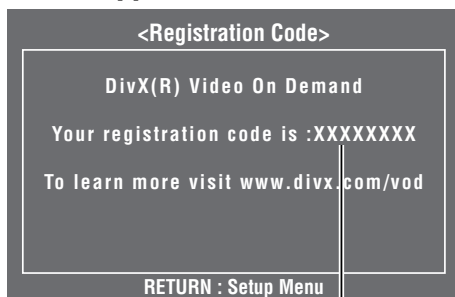 <Registration Code>
DivX(R) Video On Demand
Your registration code is :XXXXXXXX
To learn more visit www.divx.com/vod
RETURN : Setup Menu